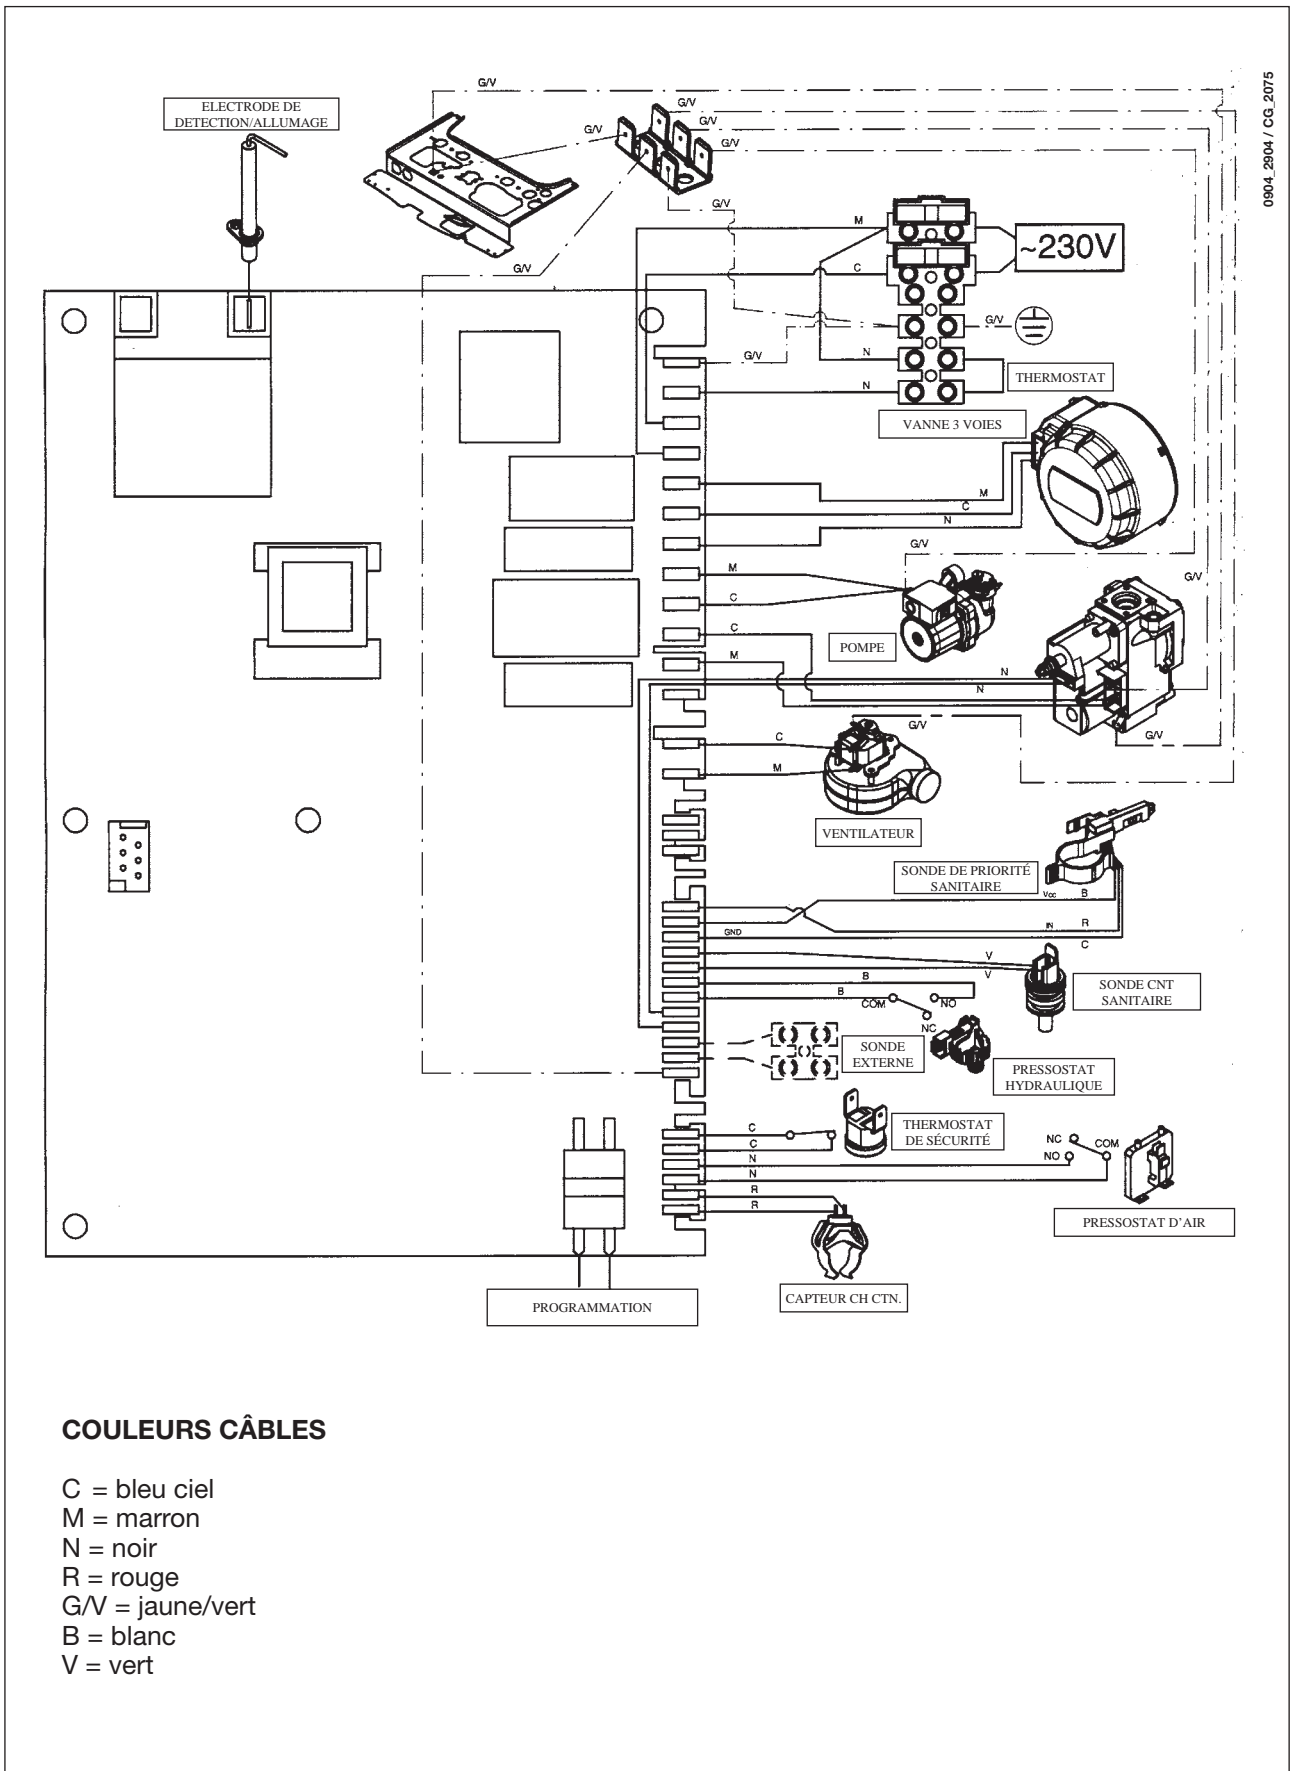 0904_2904 / CG_2075
G/V
ELECTRODE DE
DETECTION/ALLUMAGE
G/V
G/V
G/V
G/V
M
~230V
G/V
C
G/V
G/V
N
THERMOSTAT
N
VANNE 3 VOIES
M
C
N
G/V
M
G/V
C
C
POMPE
M
N
N
G/V
G/V
C
M
VENTILATEUR
SONDE DE PRIORITÉ
SANITAIRE
Vcc B
IN R
GND
C
V
V
SONDE CNT
SANITAIRE
B
B
COM
NO
NC
SONDE
EXTERNE
PRESSOSTAT
HYDRAULIQUE
THERMOSTAT
DE SÉCURITÉ
C
C
NC
COM
NO
N
N
R
R
PRESSOSTAT D'AIR
CAPTEUR CH CTN.
PROGRAMMATION
COULEURS CÂBLES
C = bleu ciel
M = marron
N = noir
R = rouge
G/V = jaune/vert
B = blanc
V = vert